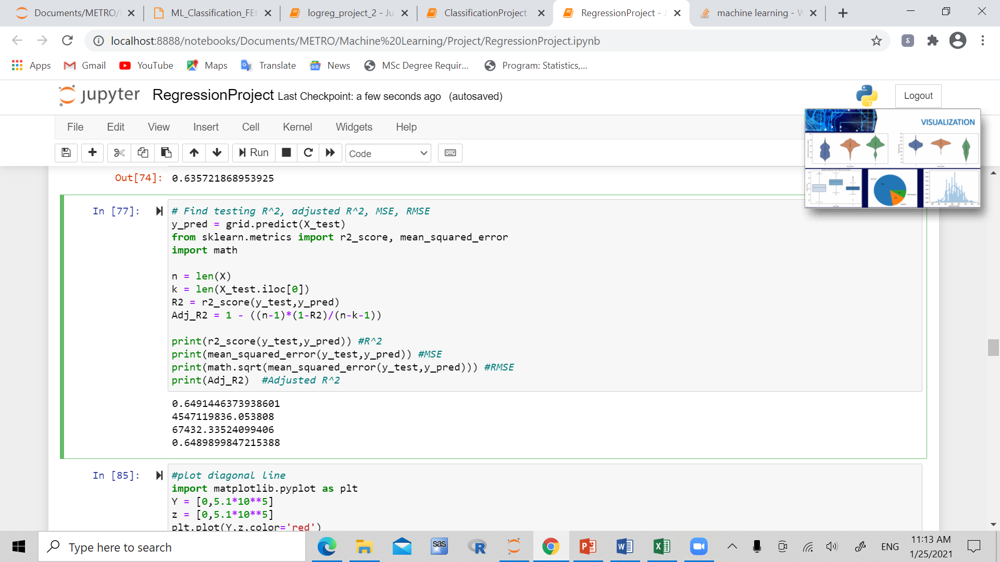 Documents/METRO/
ML_Classification_FEt
logreg_project_2 - Ju
ClassificationProject -
RegressionProject - J
machine learning - W
localhost:8888/notebooks/Documents/METRO/Machine%20Learning/Project/RegressionProject.ipynb
Apps
Gmail
YouTube
Maps
Translate
News
MSc Degree Requir...
Program: Statistics,...
jupyter
RegressionProject Last Checkpoint: a few seconds ago (autosaved)
Logout
File Edit View Insert Cell Kernel Widgets Help
Run
Code
VISUALIZATION
Out[74]: 0.635721868953925
In [77]:
# Find testing R^2, adjusted R^2, MSE, RMSE
y_pred = grid.predict(X_test)
from sklearn.metrics import r2_score, mean_squared_error
import math
n = len(X)
k = len(X_test.iloc[0])
R2 = r2_score(y_test,y_pred)
Adj_R2 = 1 - ((n-1)*(1-R2)/(n-k-1))
print(r2_score(y_test,y_pred)) #R^2
print(mean_squared_error(y_test,y_pred)) #MSE
print(math.sqrt(mean_squared_error(y_test,y_pred))) #RMSE
print(Adj_R2)  #Adjusted R^2
0.6491446373938601
4547119836.053808
67432.33524099406
0.6489899847215388
In [85]:
#plot diagonal line
import matplotlib.pyplot as plt
Y = [0,5.1*10**5]
z = [0,5.1*10**5]
plt.plot(Y,z,color='red')
Type here to search
sas
ENG
11:13 AM
1/25/2021